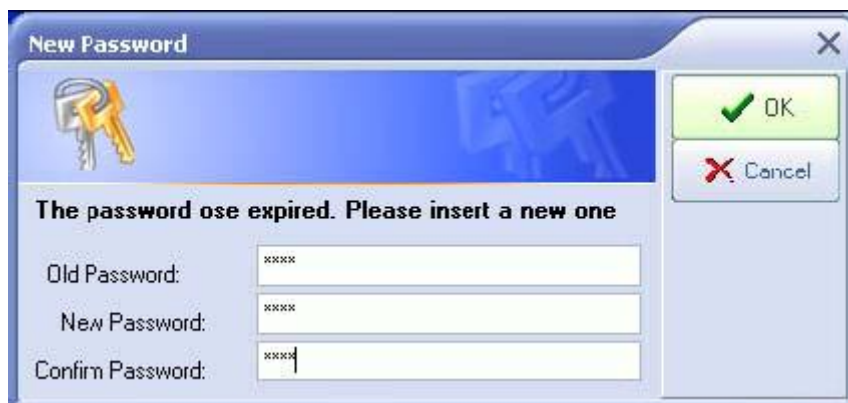 New Password
OK
Cancel
The password ose expired. Please insert a new one
Old Password: ××××
New Password: ××××
Confirm Password: ××××